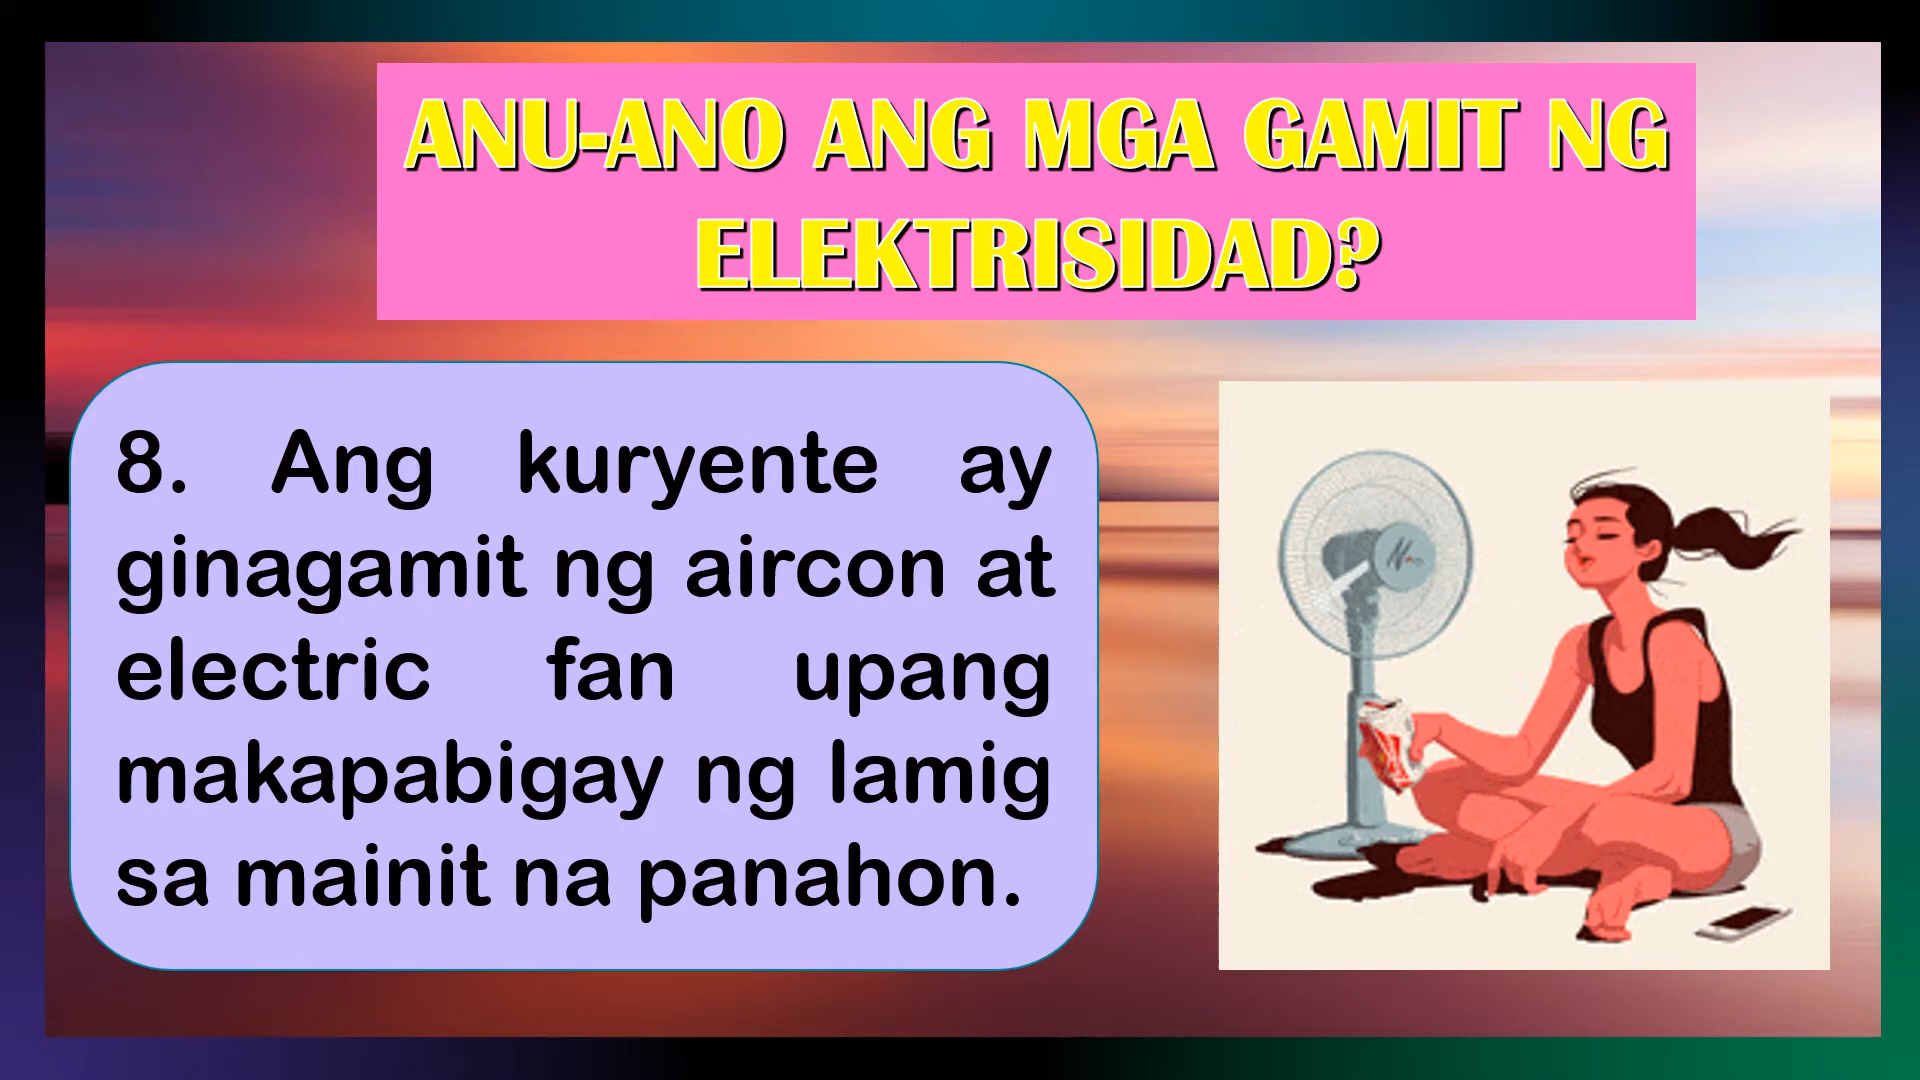 ANU-ANO ANG MGA GAMIT NG
ELEKTRISIDAD?
8. Ang kuryente ay
ginagamit ng aircon at
electric fan upang
makapabigay ng lamig
sa mainit na panahon.